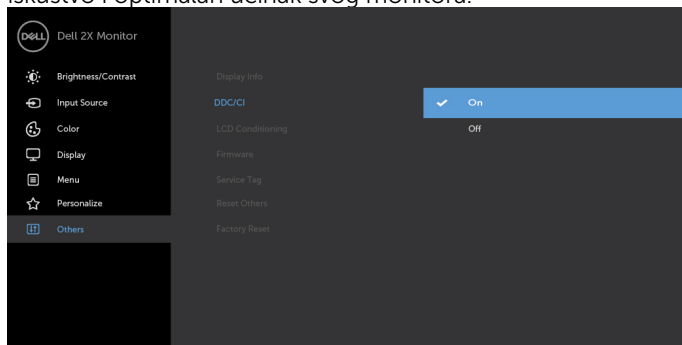 iskustvo i optimalan učinak svog monitora.
DELL
Dell 2X Monitor
Brightness/Contrast
Input Source
Color
Display
Menu
Personalize
Others
Display Info
DDC/CI
LCD Conditioning
Firmware
Service Tag
Reset Others
Factory Reset
On
Off